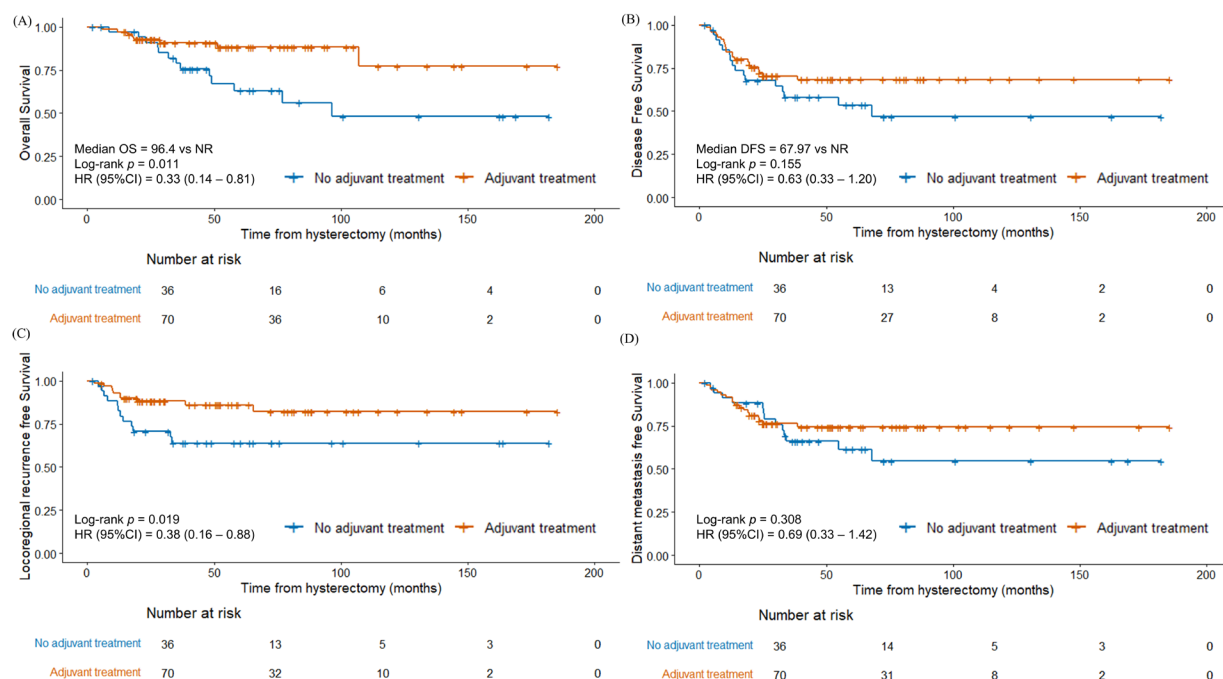 (A)
1.00
0.75
0.50
0.25
0.00
Overall Survival
Median OS = 96.4 vs NR
Log-rank p = 0.011
HR (95%CI) = 0.33 (0.14 – 0.81)
No adjuvant treatment Adjuvant treatment
0 50 100 150 200
Time from hysterectomy (months)
Number at risk
No adjuvant treatment 36 16 6 4 0
Adjuvant treatment 70 36 10 2 0
(B)
1.00
0.75
0.50
0.25
0.00
Disease Free Survival
Median DFS = 67.97 vs NR
Log-rank p = 0.155
HR (95%CI) = 0.63 (0.33 – 1.20)
No adjuvant treatment Adjuvant treatment
0 50 100 150 200
Time from hysterectomy (months)
Number at risk
No adjuvant treatment 36 13 4 2 0
Adjuvant treatment 70 27 8 2 0
(C)
1.00
0.75
0.50
0.25
0.00
Locoregional recurrence free Survival
Log-rank p = 0.019
HR (95%CI) = 0.38 (0.16 – 0.88)
No adjuvant treatment Adjuvant treatment
0 50 100 150 200
Time from hysterectomy (months)
Number at risk
No adjuvant treatment 36 13 5 3 0
Adjuvant treatment 70 32 10 2 0
(D)
1.00
0.75
0.50
0.25
0.00
Distant metastasis free Survival
Log-rank p = 0.308
HR (95%CI) = 0.69 (0.33 – 1.42)
No adjuvant treatment Adjuvant treatment
0 50 100 150 200
Time from hysterectomy (months)
Number at risk
No adjuvant treatment 36 14 5 3 0
Adjuvant treatment 70 31 8 2 0